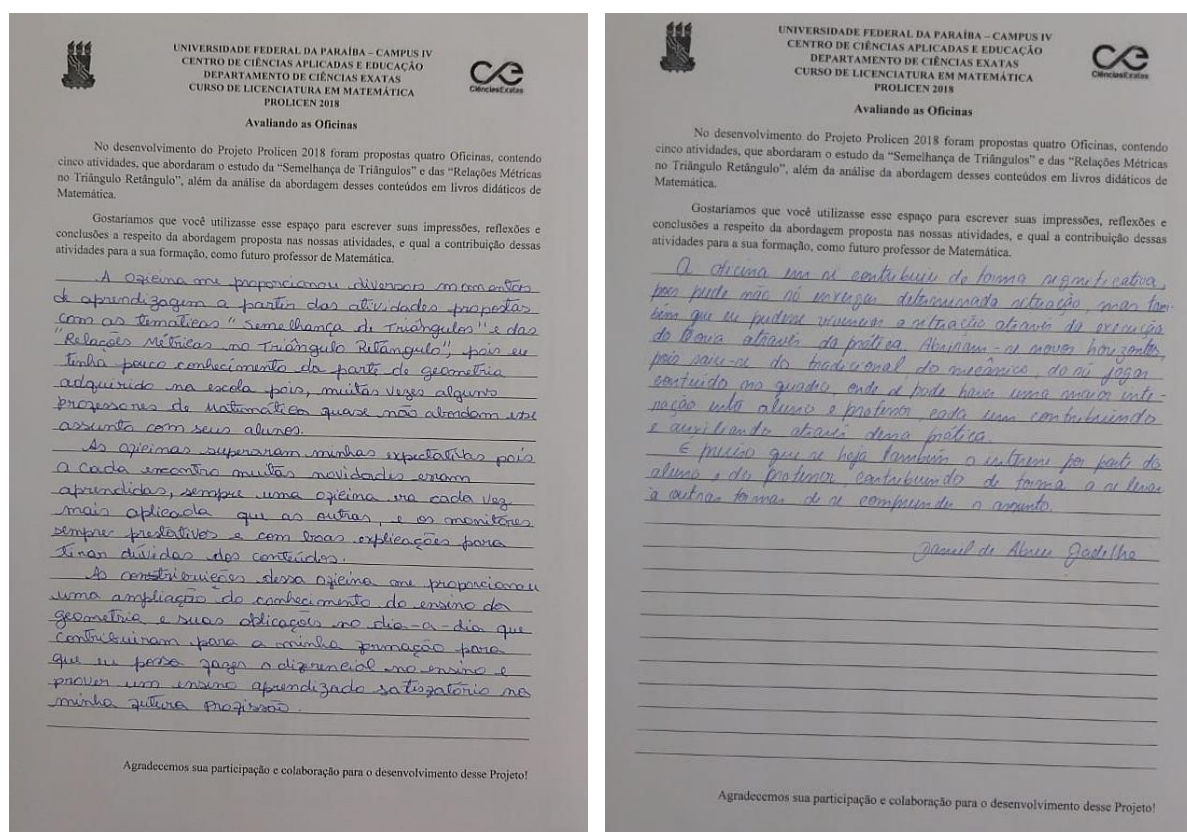 UNIVERSIDADE FEDERAL DA PARAÍBA – CAMPUS IV
CENTRO DE CIÊNCIAS APLICADAS E EDUCAÇÃO
DEPARTAMENTO DE CIÊNCIAS EXATAS
CURSO DE LICENCIATURA EM MATEMÁTICA
PROLICEN 2018
CiênciasExatas
Avaliando as Oficinas
No desenvolvimento do Projeto Prolicen 2018 foram propostas quatro Oficinas, contendo
cinco atividades, que abordaram o estudo da “Semelhança de Triângulos” e das “Relações Métricas
no Triângulo Retângulo”, além da análise da abordagem desses conteúdos em livros didáticos de
Matemática.
Gostaríamos que você utilizasse esse espaço para escrever suas impressões, reflexões e
conclusões a respeito da abordagem proposta nas nossas atividades, e qual a contribuição dessas
atividades para a sua formação, como futuro professor de Matemática.
A oficina me proporcionou diversos momentos
de aprendizagem a partir das atividades propostas
com as temáticas "semelhança de Triângulos" e das
"Relações Métricas no Triângulo Retângulo", pois eu
tinha pouco conhecimento da parte de geometria
adquirido na escola pois, muitas vezes alguns
professores de matemática quase não abordam esse
assunto com seus alunos.
As oficinas superaram minhas expectativas pois
a cada encontro muitas novidades eram
aprendidas, sempre uma oficina era cada vez
mais aplicada que as outras, e os monitores
sempre prestativos e com boas explicações para
tirar dúvidas dos conteúdos.
As constribuições dessa oficina me proporcionou
uma ampliação do conhecimento do ensino da
geometria e suas aplicações no dia-a-dia que
contribuiram para a minha formação para
que eu possa fazer o diferencial no ensino e
prover um ensino aprendizado satisfatório na
minha futura profissão.
Agradecemos sua participação e colaboração para o desenvolvimento desse Projeto!
UNIVERSIDADE FEDERAL DA PARAÍBA – CAMPUS IV
CENTRO DE CIÊNCIAS APLICADAS E EDUCAÇÃO
DEPARTAMENTO DE CIÊNCIAS EXATAS
CURSO DE LICENCIATURA EM MATEMÁTICA
PROLICEN 2018
CiênciasExatas
Avaliando as Oficinas
No desenvolvimento do Projeto Prolicen 2018 foram propostas quatro Oficinas, contendo
cinco atividades, que abordaram o estudo da “Semelhança de Triângulos” e das “Relações Métricas
no Triângulo Retângulo”, além da análise da abordagem desses conteúdos em livros didáticos de
Matemática.
Gostaríamos que você utilizasse esse espaço para escrever suas impressões, reflexões e
conclusões a respeito da abordagem proposta nas nossas atividades, e qual a contribuição dessas
atividades para a sua formação, como futuro professor de Matemática.
A oficina em si contribuiu de forma significativa,
pois pude não só enxergar determinada situação, mas tam-
bém que eu pudesse vivenciar a situação através da execução
da teoria através da prática. Abriram-se novos horizontes,
pois saiu-se do tradicional do mecânico, do só jogar
conteúdo no quadro, onde se pode haver uma maior inte-
ração entre aluno e professor, cada um contribuindo
e auxiliando através dessa prática.
É preciso que se haja também o interesse por parte do
aluno e do professor, contribuindo de forma a se levar
a outras formas de se compreender o assunto.
de Abreu Gadelha
Agradecemos sua participação e colaboração para o desenvolvimento desse Projeto!